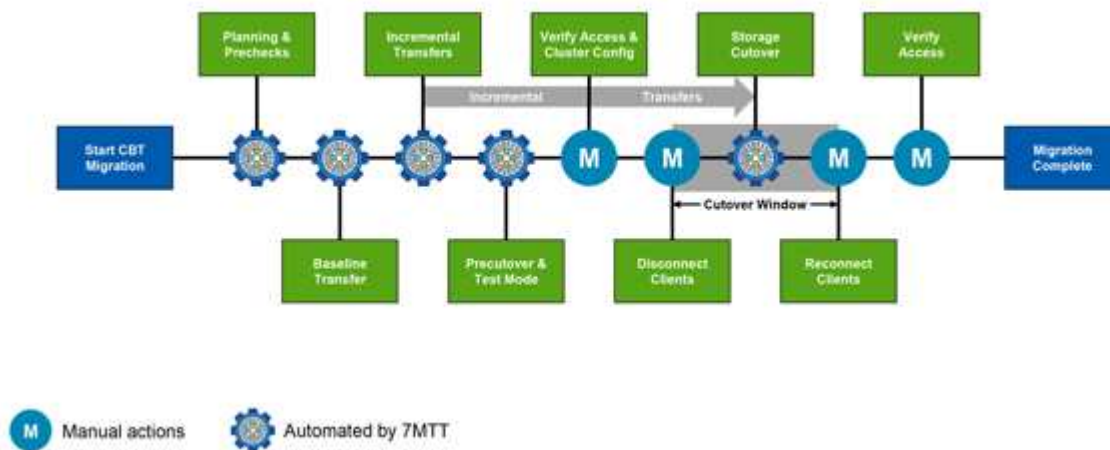 Planning &
Prechecks
Incremental
Transfers
Verify Access &
Cluster Config
Storage
Cutover
Verify
Access
Incremental
Transfers
Start CBT
Migration
M
M
M
M
Migration
Complete
Cutover Window
Baseline
Transfer
Precutover &
Test Mode
Disconnect
Clients
Reconnect
Clients
M
Manual actions
Automated by 7MTT